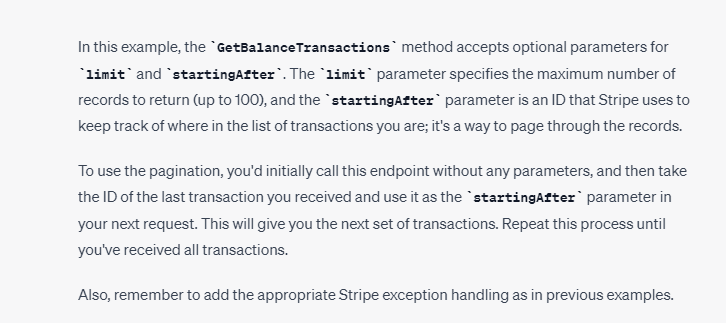 In this example, the `GetBalanceTransactions` method accepts optional parameters for
`limit` and `startingAfter`. The `limit` parameter specifies the maximum number of
records to return (up to 100), and the `startingAfter` parameter is an ID that Stripe uses to
keep track of where in the list of transactions you are; it's a way to page through the records.
To use the pagination, you'd initially call this endpoint without any parameters, and then take
the ID of the last transaction you received and use it as the `startingAfter` parameter in
your next request. This will give you the next set of transactions. Repeat this process until
you've received all transactions.
Also, remember to add the appropriate Stripe exception handling as in previous examples.